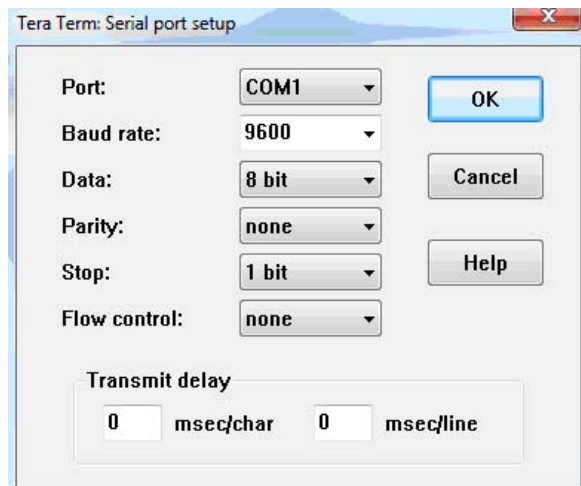 Tera Term: Serial port setup
Port: COM1
Baud rate: 9600
Data: 8 bit
Parity: none
Stop: 1 bit
Flow control: none
OK
Cancel
Help
Transmit delay
0 msec/char 0 msec/line